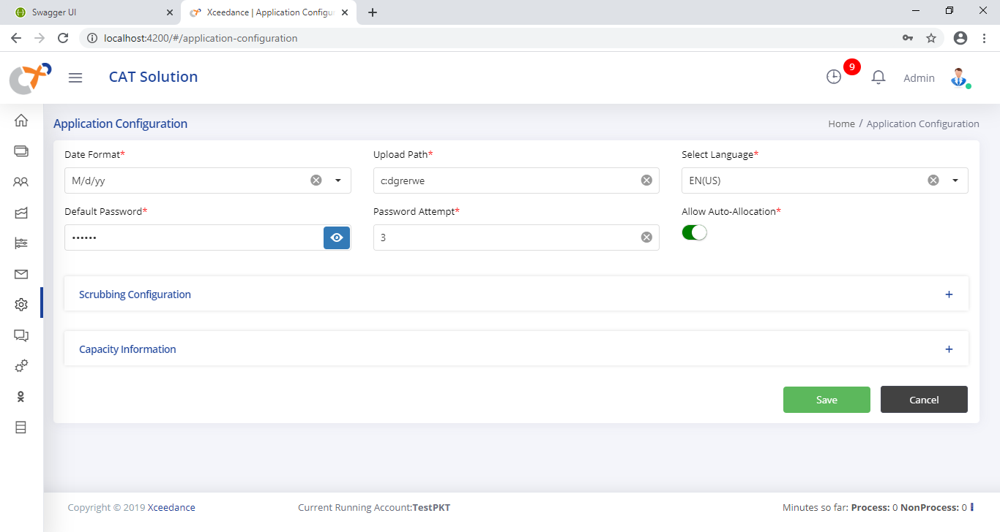 Swagger UI
Xceedance | Application Configur
localhost:4200/#/application-configuration
CAT Solution
9
Admin
Application Configuration
Home / Application Configuration
Date Format* Upload Path* Select Language*
M/d/yy c:dgrerwe EN(US)
Default Password* Password Attempt* Allow Auto-Allocation*
•••••• 3
Scrubbing Configuration +
Capacity Information +
Save Cancel
Copyright © 2019 Xceedance Current Running Account:TestPKT Minutes so far: Process: 0 NonProcess: 0